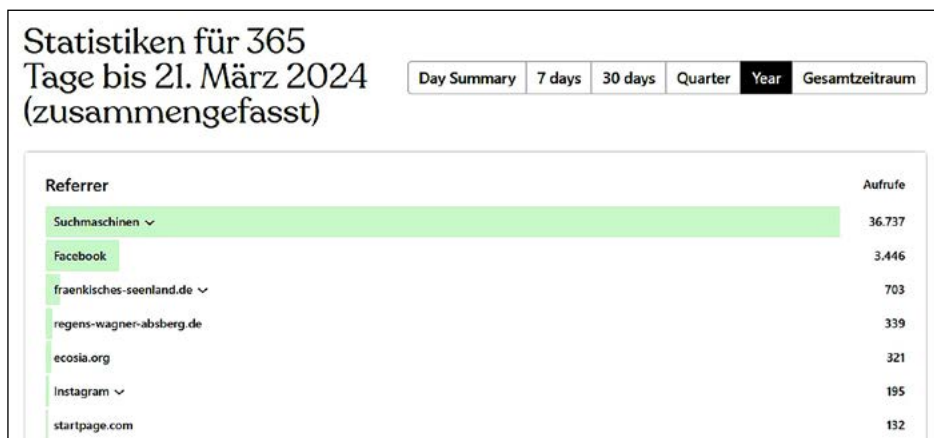 Statistiken für 365
Tage bis 21. März 2024
(zusammengefasst)
Day Summary 7 days 30 days Quarter Year Gesamtzeitraum
Referrer Aufrufe
Suchmaschinen 36.737
Facebook 3.446
fraenkisches-seenland.de 703
regens-wagner-absberg.de 339
ecosia.org 321
Instagram 195
startpage.com 132